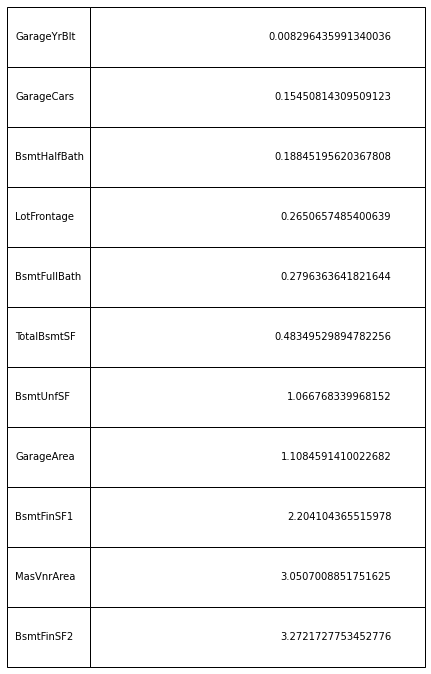 GarageYrBlt 0.008296435991340036
GarageCars 0.15450814309509123
BsmtHalfBath 0.18845195620367808
LotFrontage 0.2650657485400639
BsmtFullBath 0.2796363641821644
TotalBsmtSF 0.48349529894782256
BsmtUnfSF 1.066768339968152
GarageArea 1.1084591410022682
BsmtFinSF1 2.204104365515978
MasVnrArea 3.0507008851751625
BsmtFinSF2 3.2721727753452776